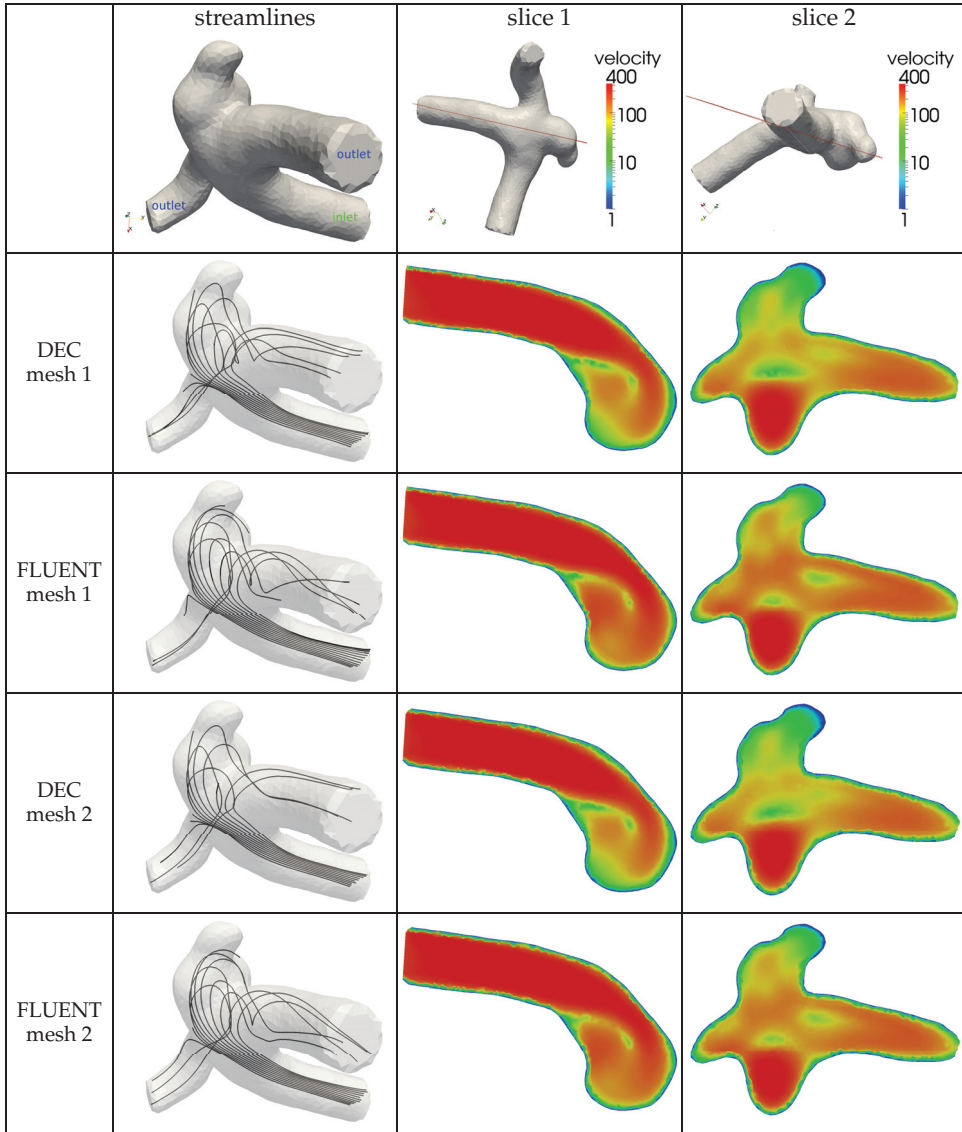 streamlines
slice 1
slice 2
outlet
outlet
inlet
velocity
400
100
10
1
velocity
400
100
10
1
DEC
mesh 1
FLUENT
mesh 1
DEC
mesh 2
FLUENT
mesh 2